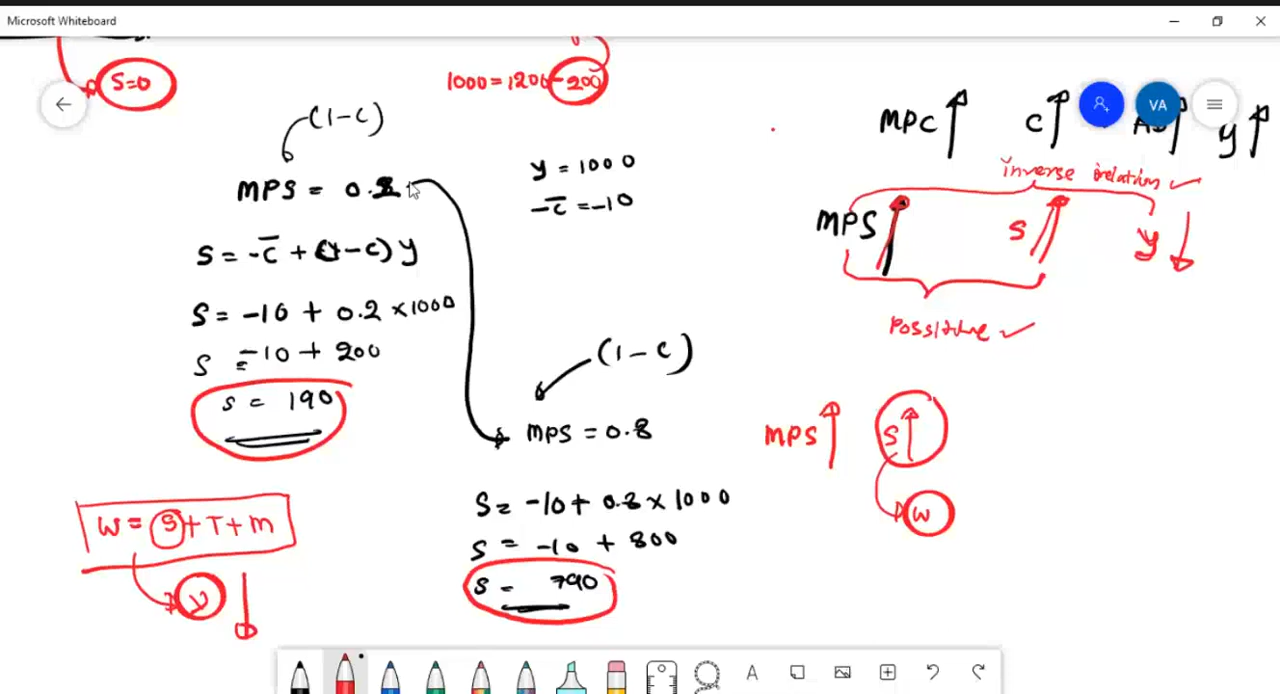 Microsoft Whiteboard
S=0
1000=1200-200
(1-c)
MPS = 0.2
y = 1000
-c̅ = -10
S = -c̅ + (1-c) y
S = -10 + 0.2 × 1000
S = -10 + 200
S = 190
(1-c)
MPS = 0.8
S = -10 + 0.8 × 1000
S = -10 + 800
S = 790
W = S + T + m
y
MPC C AD y
VA
inverse relation
MPS S y
Possitive
MPS S
W
A